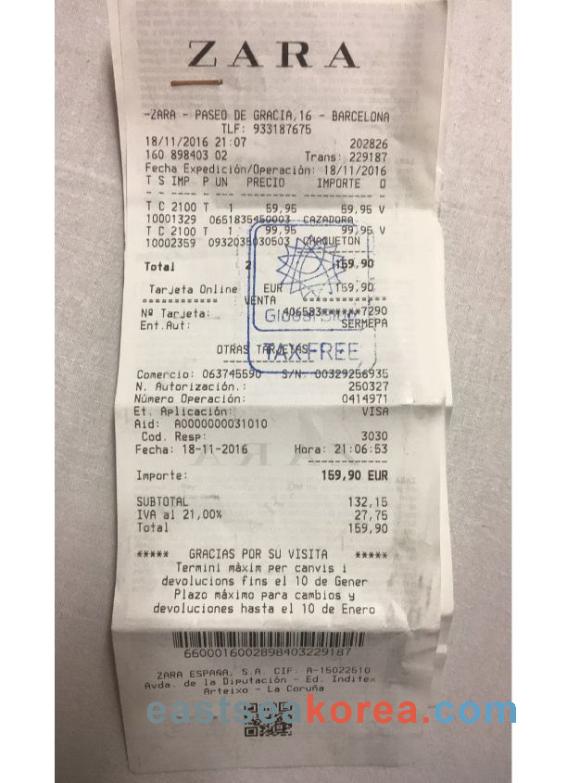 ZARA
-ZARA - PASEO DE GRACIA,16 - BARCELONA
TLF: 933187675
18/11/2016 21:07 202826
160 898403 02 Trans: 229187
Fecha Expedición/Operación: 18/11/2016
T S IMP P UN PRECIO IMPORTE D
T C 2100 T 1 59,95 59,95 V
10001329 CAZADORA
T C 2100 T 1 99,95 99,95 V
10002359 CHAQUETON
Total 2 159,90
Tarjeta Online EUR 159,90
============ VENTA
Nº Tarjeta: 406583******7290
Ent.Aut: SERMEPA
Global Blue
OTRAS TARJETAS
TAX FREE
Comercio: 063745590 S/N: 00329256935
N. Autorización.: 250327
Número Operación: 0414971
Et. Aplicación: VISA
Aid: A0000000031010
Cod. Resp: 3030
Fecha: 18-11-2016 Hora: 21:06:53
Importe: 159,90 EUR
SUBTOTAL 132,15
IVA al 21,00% 27,75
Total 159,90
***** GRACIAS POR SU VISITA *****
Termini màxim per canvis i
devolucions fins el 10 de Gener
Plazo máximo para cambios y
devoluciones hasta el 10 de Enero
66000160028984032​29187
ZARA ESPAÑA, S.A. CIF. A-15022510
Avda. de la Diputación - Ed. Inditex
Arteixo - La Coruña
eastseakorea.com